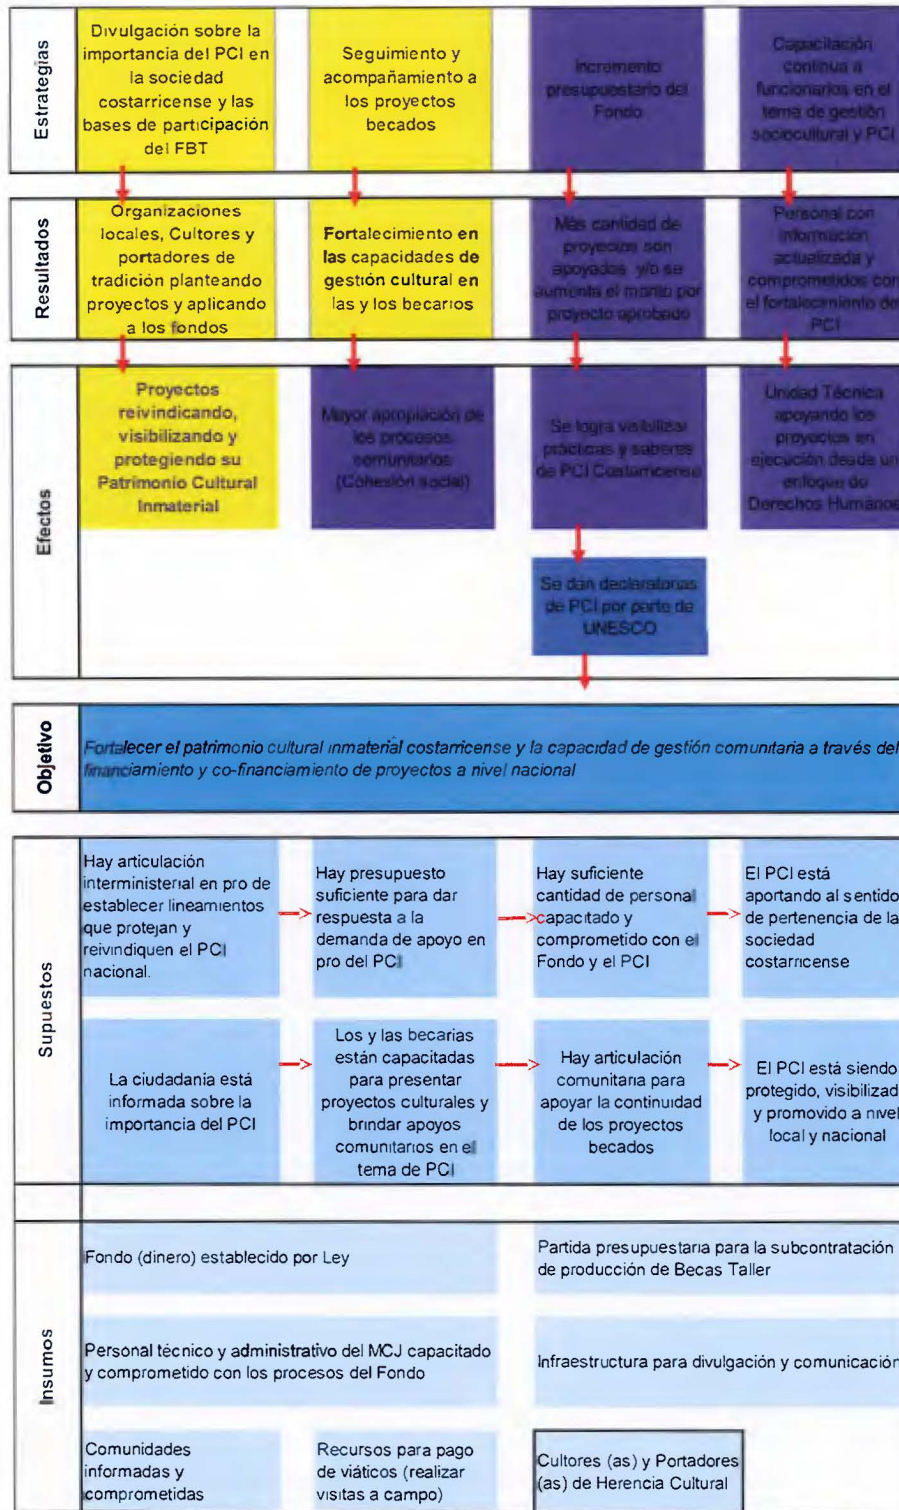 Estrategias
Divulgación sobre la
importancia del PCI en
la sociedad
costarricense y las
bases de participación
del FBT
Seguimiento y
acompañamiento a
los proyectos
becados
Incremento
presupuestario del
Fondo
Capacitación
continua a
funcionarios en el
tema de gestión
sociocultural y PCI
Resultados
Organizaciones
locales, Cultores y
portadores de
tradición planteando
proyectos y aplicando
a los fondos
Fortalecimiento en
las capacidades de
gestión cultural en
las y los becarios
Más cantidad de
proyectos son
apoyados y/o se
aumenta el monto por
proyecto aprobado
Personal con
información
actualizada y
comprometidos con
el fortalecimiento del
PCI
Efectos
Proyectos
reivindicando,
visibilizando y
protegiendo su
Patrimonio Cultural
Inmaterial
Mayor apropiación de
los procesos
comunitarios
(Cohesión social)
Se logra visibilizar
prácticas y saberes
de PCI Costarricense
Unidad Técnica
apoyando los
proyectos en
ejecución desde un
enfoque de
Derechos Humanos
Se dan declaratorias
de PCI por parte de
UNESCO
Objetivo
Fortalecer el patrimonio cultural inmaterial costarricense y la capacidad de gestión comunitaria a través del
financiamiento y co-financiamiento de proyectos a nivel nacional
Supuestos
Hay articulación
interministerial en pro de
establecer lineamientos
que protejan y
reivindiquen el PCI
nacional.
Hay presupuesto
suficiente para dar
respuesta a la
demanda de apoyo en
pro del PCI
Hay suficiente
cantidad de personal
capacitado y
comprometido con el
Fondo y el PCI
El PCI está
aportando al sentido
de pertenencia de la
sociedad
costarricense
La ciudadanía está
informada sobre la
importancia del PCI
Los y las becarias
están capacitadas
para presentar
proyectos culturales y
brindar apoyos
comunitarios en el
tema de PCI
Hay articulación
comunitaria para
apoyar la continuidad
de los proyectos
becados
El PCI está siendo
protegido, visibilizad
y promovido a nivel
local y nacional
Insumos
Fondo (dinero) establecido por Ley
Partida presupuestaria para la subcontratación
de producción de Becas Taller
Personal técnico y administrativo del MCJ capacitado
y comprometido con los procesos del Fondo
Infraestructura para divulgación y comunicación
Comunidades
informadas y
comprometidas
Recursos para pago
de viáticos (realizar
visitas a campo)
Cultores (as) y Portadores
(as) de Herencia Cultural